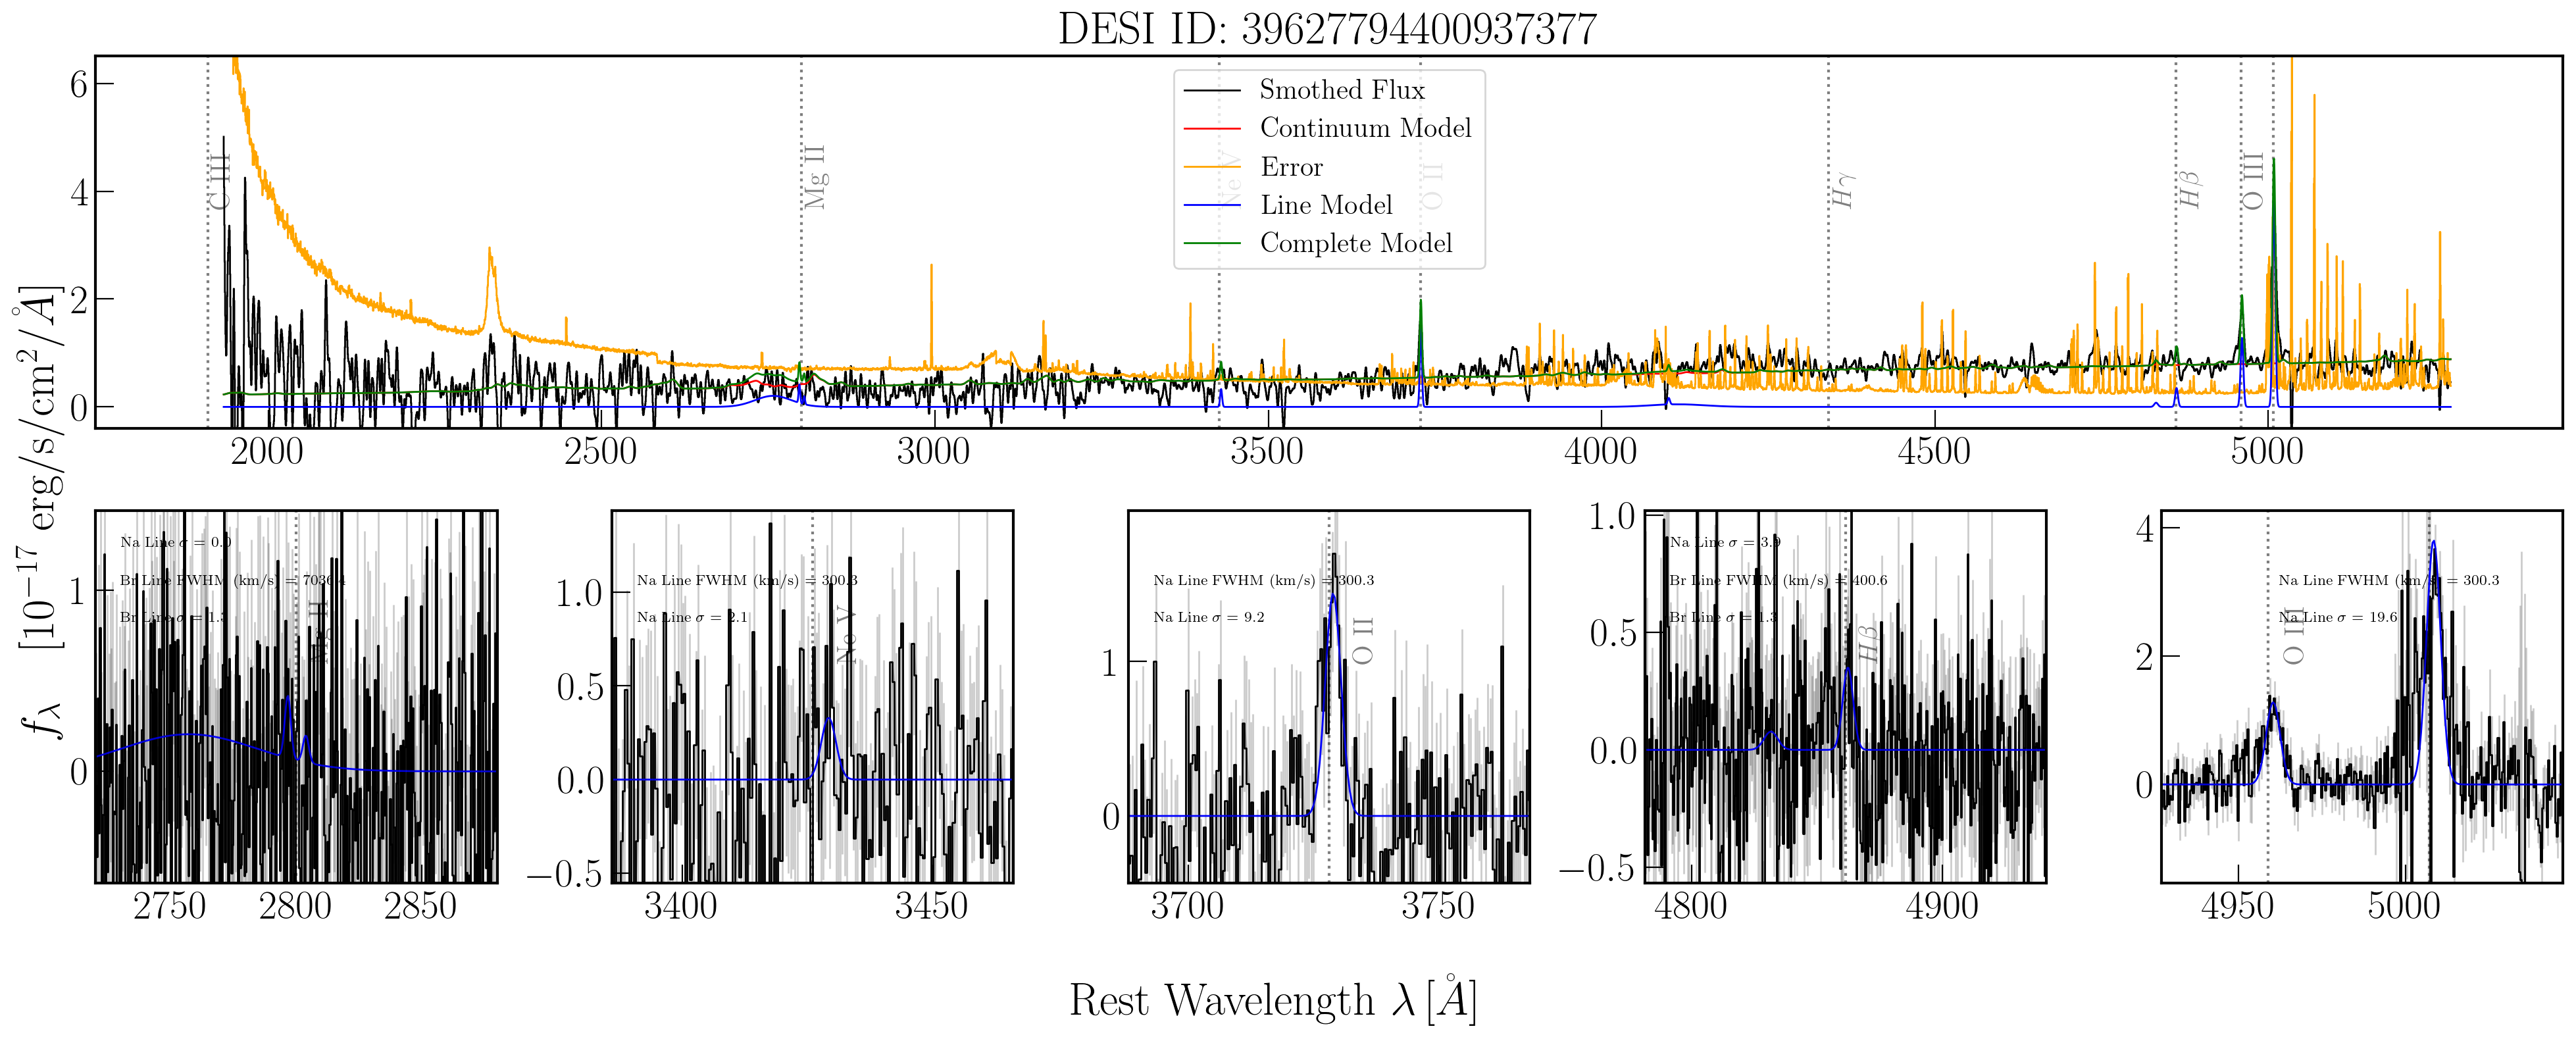 DESI ID: 39627794400937377
6
4
2
0
C III
Mg II
Ne V
O II
Hγ
Hβ
O III
Smothed Flux
Continuum Model
Error
Line Model
Complete Model
2000
2500
3000
3500
4000
4500
5000
f_λ [10^{-17} erg/s/cm²/Å]
1
0
Na Line σ = 0.0
Br Line FWHM (km/s) = 7036.4
Br Line σ = 1.3
Mg II
2750
2800
2850
1.0
0.5
0.0
−0.5
Na Line FWHM (km/s) = 300.3
Na Line σ = 2.1
Ne V
3400
3450
1
0
Na Line FWHM (km/s) = 300.3
Na Line σ = 9.2
O II
3700
3750
1.0
0.5
0.0
−0.5
Na Line σ = 3.9
Br Line FWHM (km/s) = 400.6
Br Line σ = 1.3
Hβ
4800
4900
4
2
0
Na Line FWHM (km/s) = 300.3
Na Line σ = 19.6
O III
4950
5000
Rest Wavelength λ [Å]